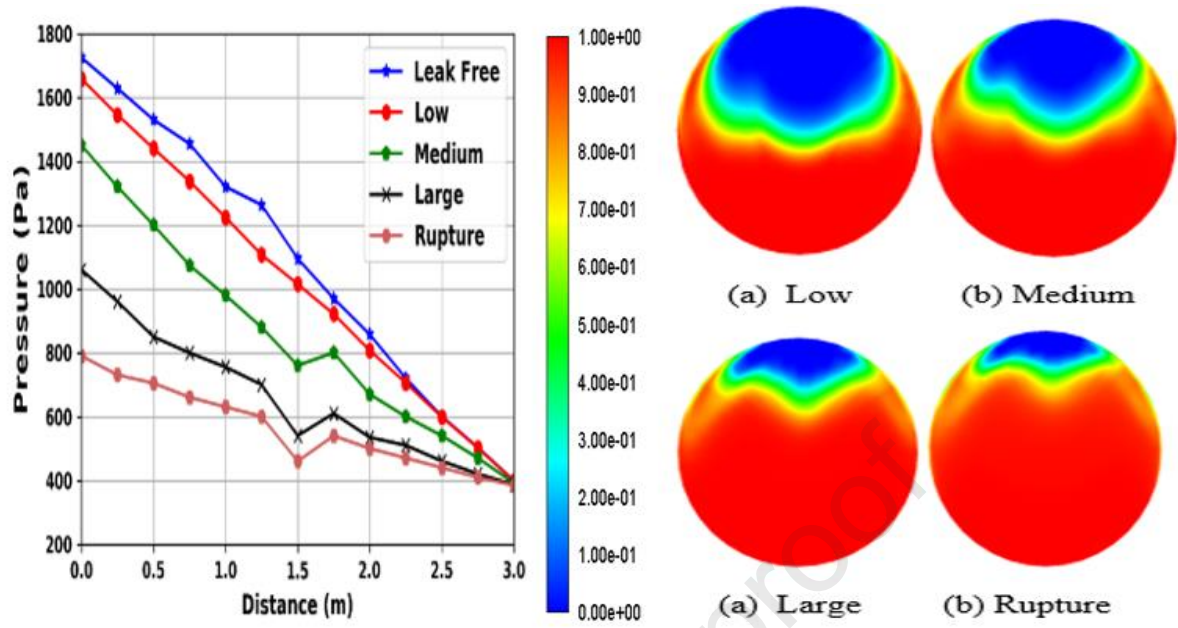 1800
1600
1400
1200
1000
800
600
400
200
Pressure (Pa)
0.0 0.5 1.0 1.5 2.0 2.5 3.0
Distance (m)
Leak Free
Low
Medium
Large
Rupture
1.00e+00
9.00e-01
8.00e-01
7.00e-01
6.00e-01
5.00e-01
4.00e-01
3.00e-01
2.00e-01
1.00e-01
0.00e+00
(a) Low
(b) Medium
(a) Large
(b) Rupture
proof